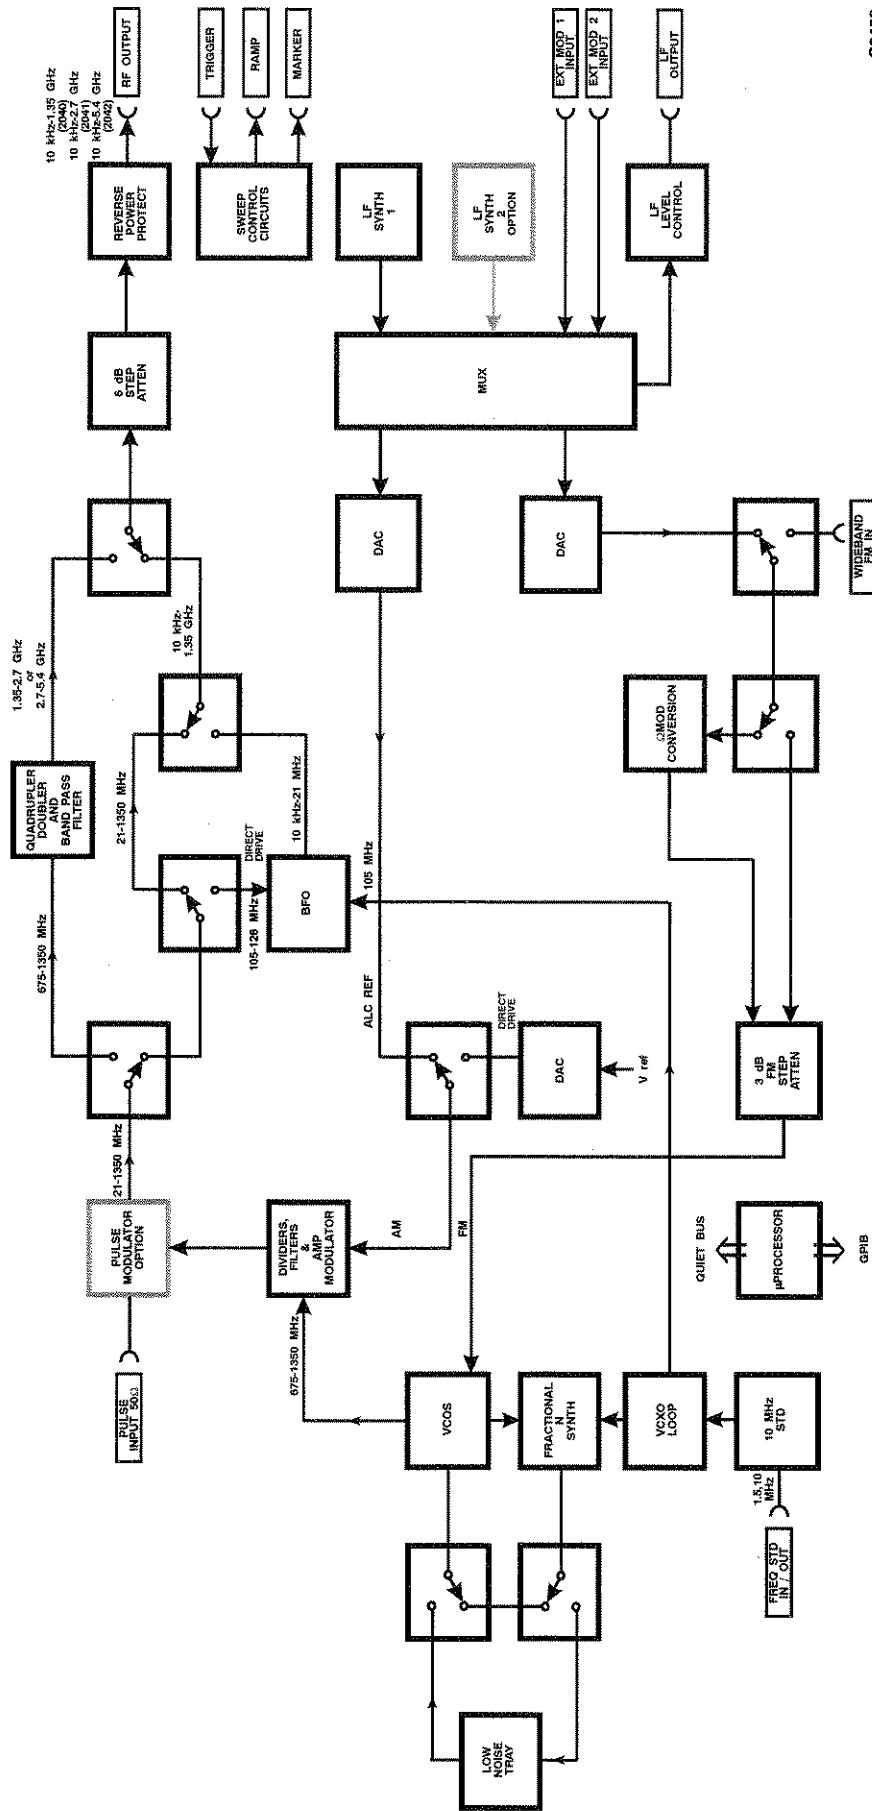 10 kHz-1.35 GHz
(2040)
10 kHz-2.7 GHz
(2041)
10 kHz-5.4 GHz
(2042)
RF OUTPUT
TRIGGER
RAMP
MARKER
EXT MOD 1
INPUT
EXT MOD 2
INPUT
LF
OUTPUT
REVERSE
POWER
PROTECT
SWEEP
CONTROL
CIRCUITS
LF
SYNTH
1
LF
SYNTH
2
OPTION
LF
LEVEL
CONTROL
6 dB
STEP
ATTEN
MUX
DAC
DAC
WIDEBAND
FM IN
1.35-2.7 GHz
or
2.7-5.4 GHz
10 kHz-
1.35 GHz
QUADRUPLER
DOUBLER
AND
BAND PASS
FILTER
21-1350 MHz
10 kHz-21 MHz
ΩMOD
CONVERSION
DIRECT
DRIVE
105-126 MHz
BFO
105 MHz
675-1350 MHz
ALC REF
DIRECT
DRIVE
DAC
V ref
3 dB
FM
STEP
ATTEN
21-1350 MHz
PULSE
MODULATOR
OPTION
DIVIDERS,
FILTERS
&
AMP
MODULATOR
AM
FM
QUIET BUS
µPROCESSOR
GPIB
PULSE
INPUT 50Ω
675-1350 MHz
VCOS
FRACTIONAL
N
SYNTH
VCXO
LOOP
10 MHz
STD
1,5,10
MHz
FREQ STD
IN / OUT
LOW
NOISE
TRAY